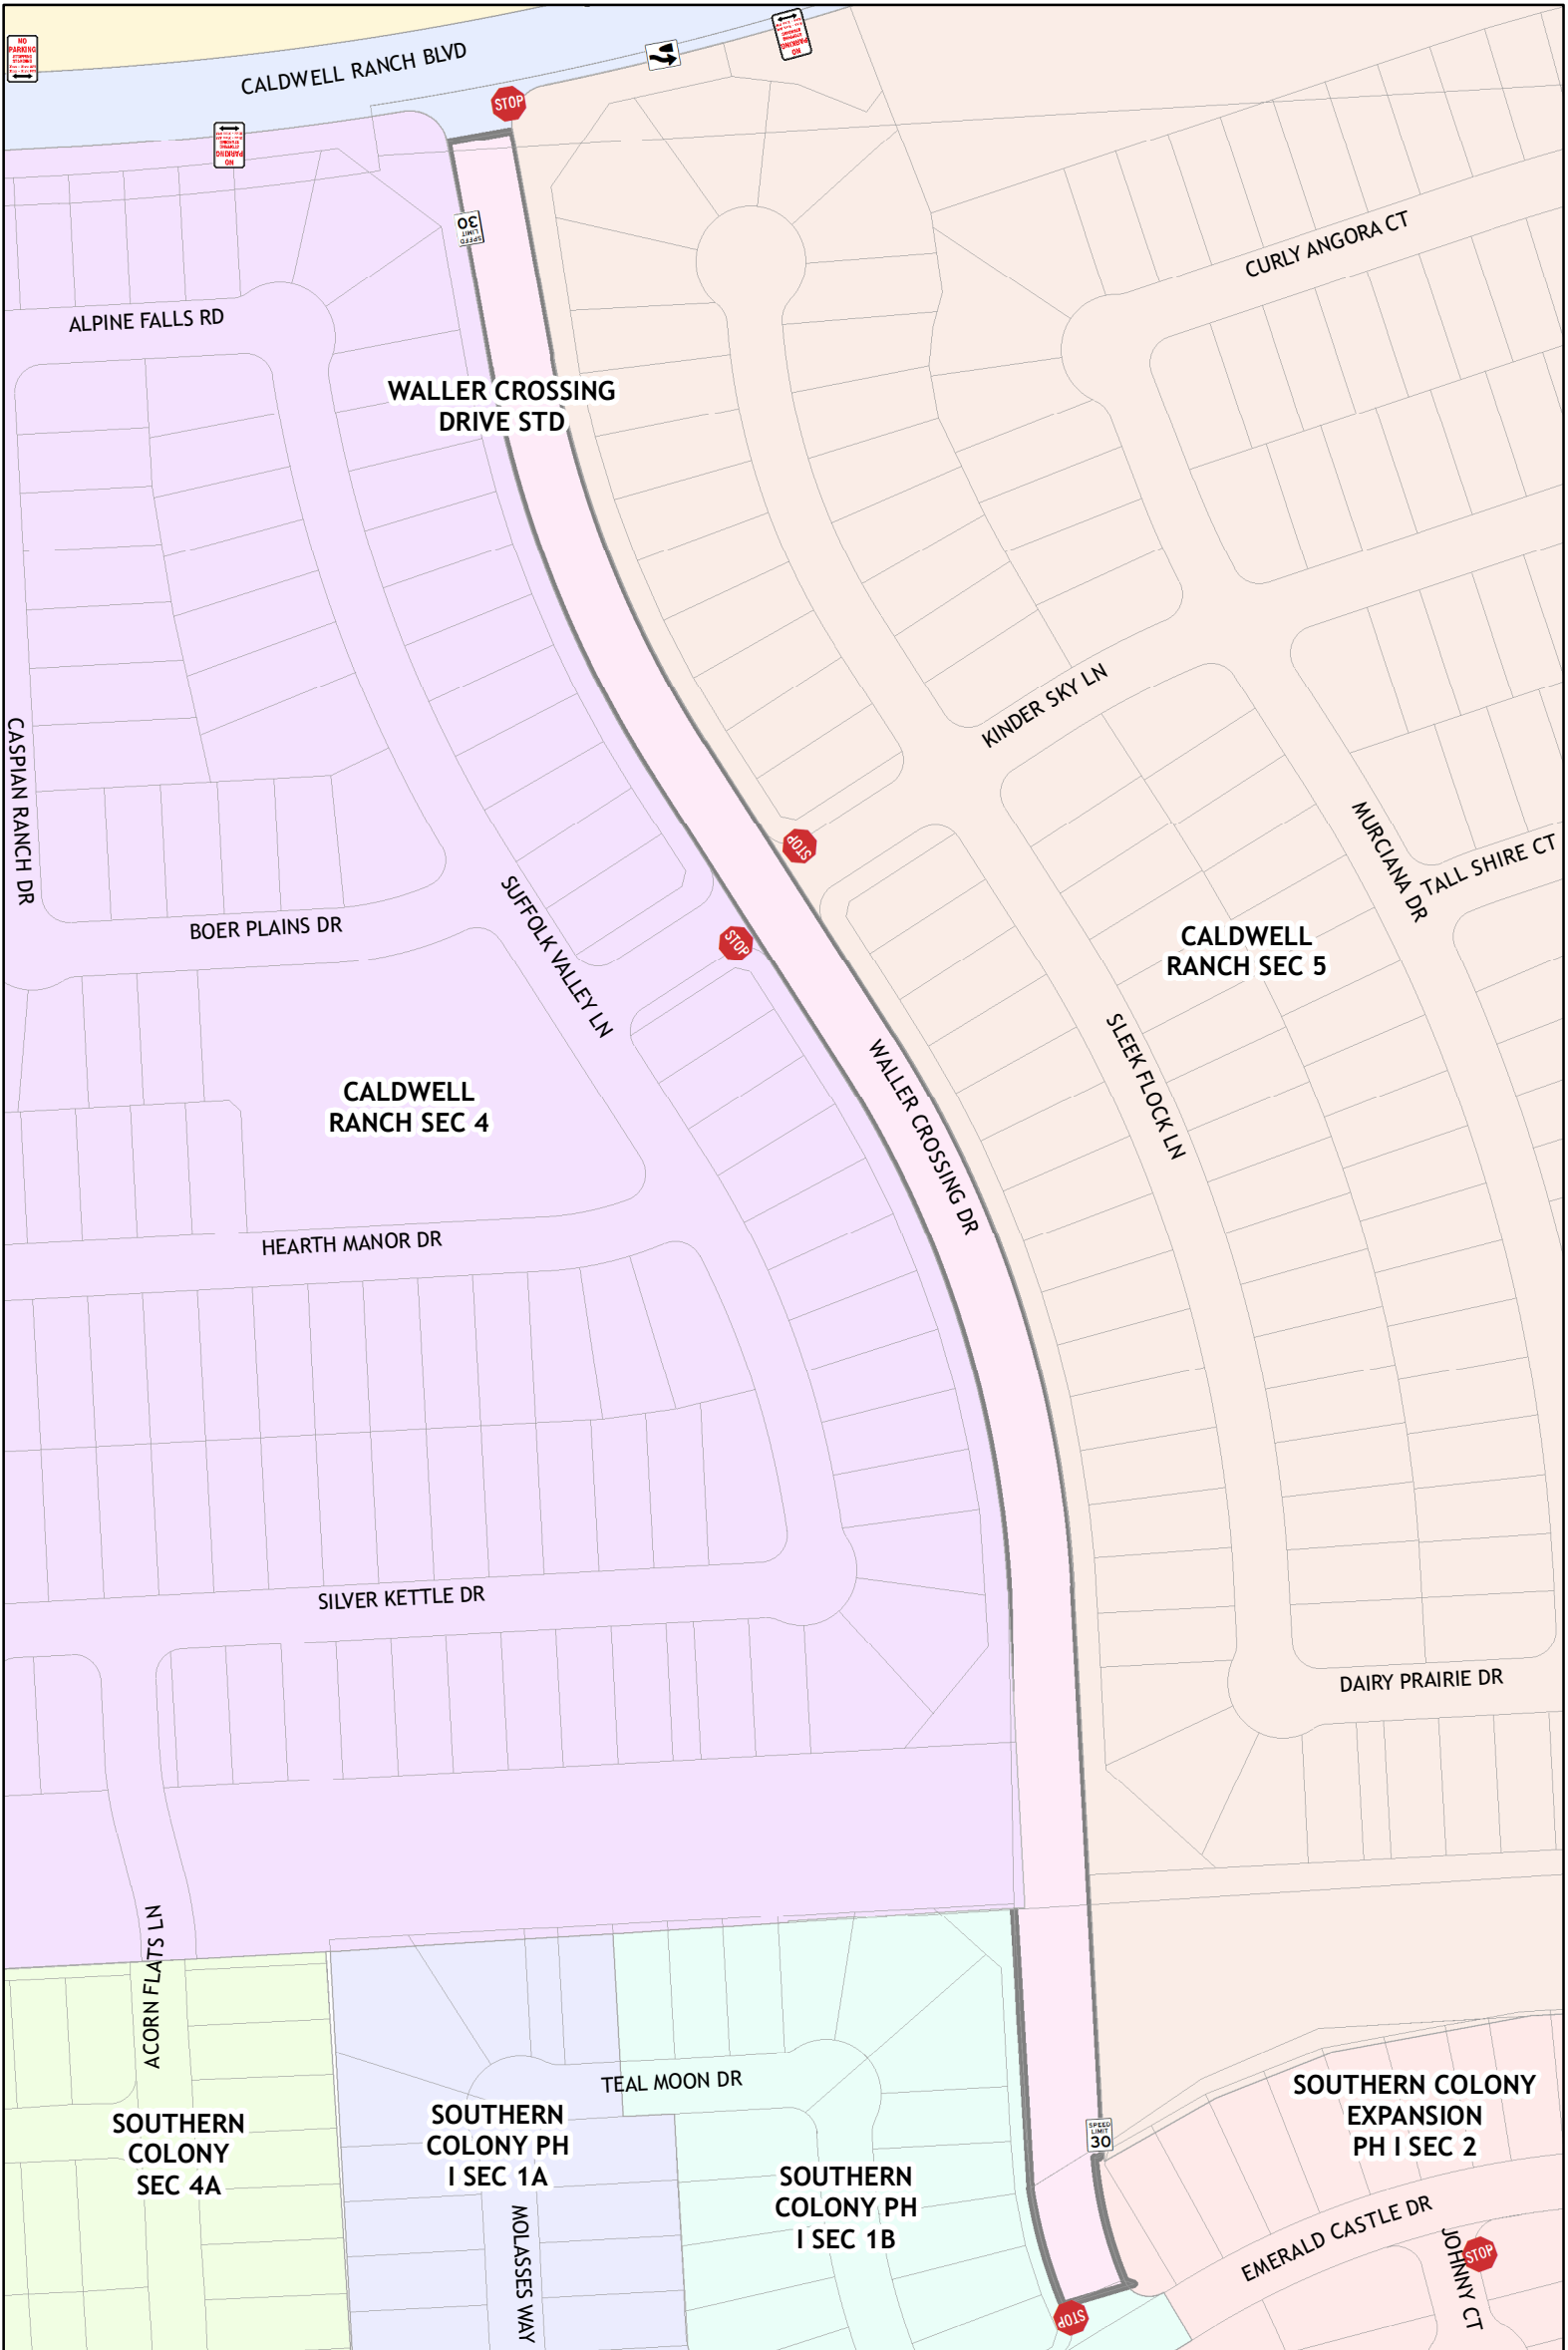 NO
PARKING
CALDWELL RANCH BLVD
STOP
NO
PARKING
NO
PARKING
SPEED
LIMIT
30
CURLY ANGORA CT
ALPINE FALLS RD
WALLER CROSSING
DRIVE STD
KINDER SKY LN
CASPIAN RANCH DR
MURCIANA DR
TALL SHIRE CT
STOP
SUFFOLK VALLEY LN
BOER PLAINS DR
STOP
CALDWELL
RANCH SEC 5
SLEEK FLOCK LN
WALLER CROSSING DR
CALDWELL
RANCH SEC 4
HEARTH MANOR DR
SILVER KETTLE DR
DAIRY PRAIRIE DR
ACORN FLATS LN
TEAL MOON DR
SOUTHERN COLONY
EXPANSION
PH I SEC 2
SPEED
LIMIT
30
SOUTHERN
COLONY
SEC 4A
SOUTHERN
COLONY PH
I SEC 1A
SOUTHERN
COLONY PH
I SEC 1B
MOLASSES WAY
EMERALD CASTLE DR
JOHNNY CT
STOP
STOP